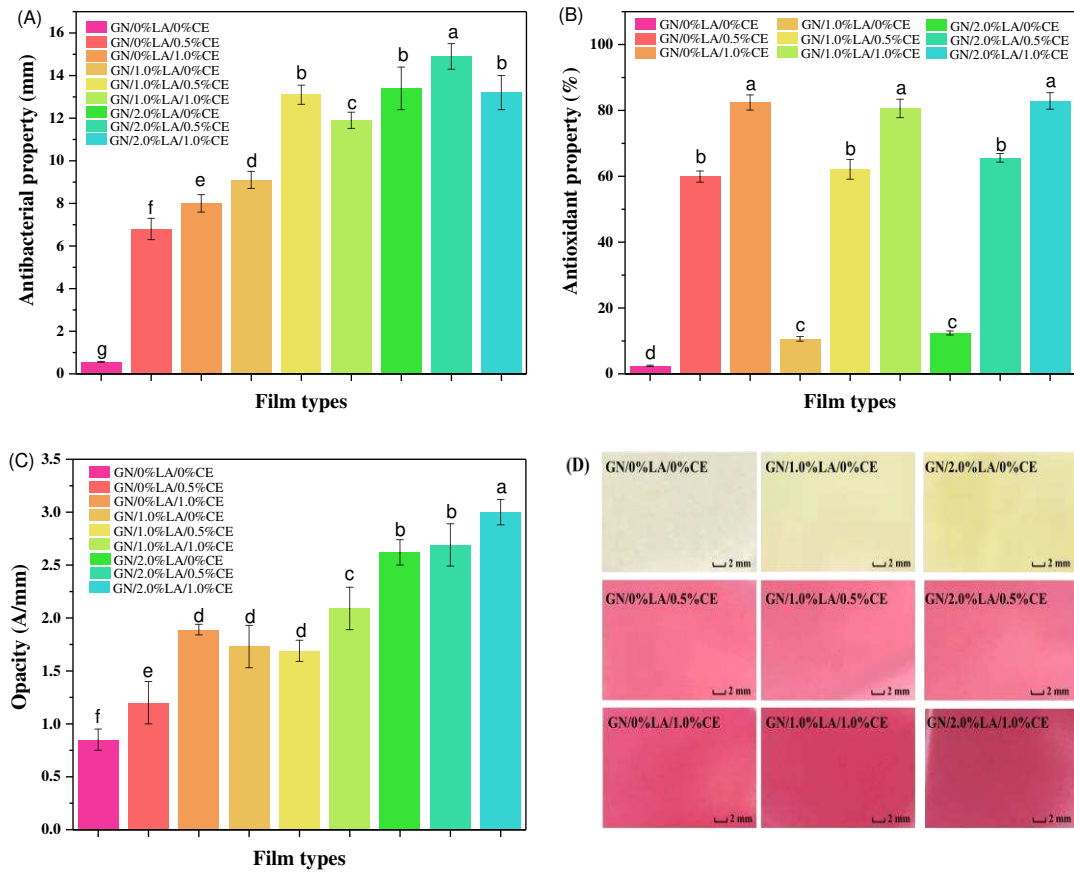 (A)
GN/0%LA/0%CE
GN/0%LA/0.5%CE
GN/0%LA/1.0%CE
GN/1.0%LA/0%CE
GN/1.0%LA/0.5%CE
GN/1.0%LA/1.0%CE
GN/2.0%LA/0%CE
GN/2.0%LA/0.5%CE
GN/2.0%LA/1.0%CE
Antibacterial property (mm)
16
14
12
10
8
6
4
2
0
g
f
e
d
b
c
b
a
b
Film types
(B)
GN/0%LA/0%CE GN/1.0%LA/0%CE GN/2.0%LA/0%CE
GN/0%LA/0.5%CE GN/1.0%LA/0.5%CE GN/2.0%LA/0.5%CE
GN/0%LA/1.0%CE GN/1.0%LA/1.0%CE GN/2.0%LA/1.0%CE
Antioxidant property (%)
100
80
60
40
20
0
d
b
a
c
b
a
c
b
a
Film types
(C)
GN/0%LA/0%CE
GN/0%LA/0.5%CE
GN/0%LA/1.0%CE
GN/1.0%LA/0%CE
GN/1.0%LA/0.5%CE
GN/1.0%LA/1.0%CE
GN/2.0%LA/0%CE
GN/2.0%LA/0.5%CE
GN/2.0%LA/1.0%CE
Opacity (A/mm)
3.5
3.0
2.5
2.0
1.5
1.0
0.5
0.0
f
e
d
d
d
c
b
b
a
Film types
(D)
GN/0%LA/0%CE GN/1.0%LA/0%CE GN/2.0%LA/0%CE
2 mm 2 mm 2 mm
GN/0%LA/0.5%CE GN/1.0%LA/0.5%CE GN/2.0%LA/0.5%CE
2 mm 2 mm 2 mm
GN/0%LA/1.0%CE GN/1.0%LA/1.0%CE GN/2.0%LA/1.0%CE
2 mm 2 mm 2 mm